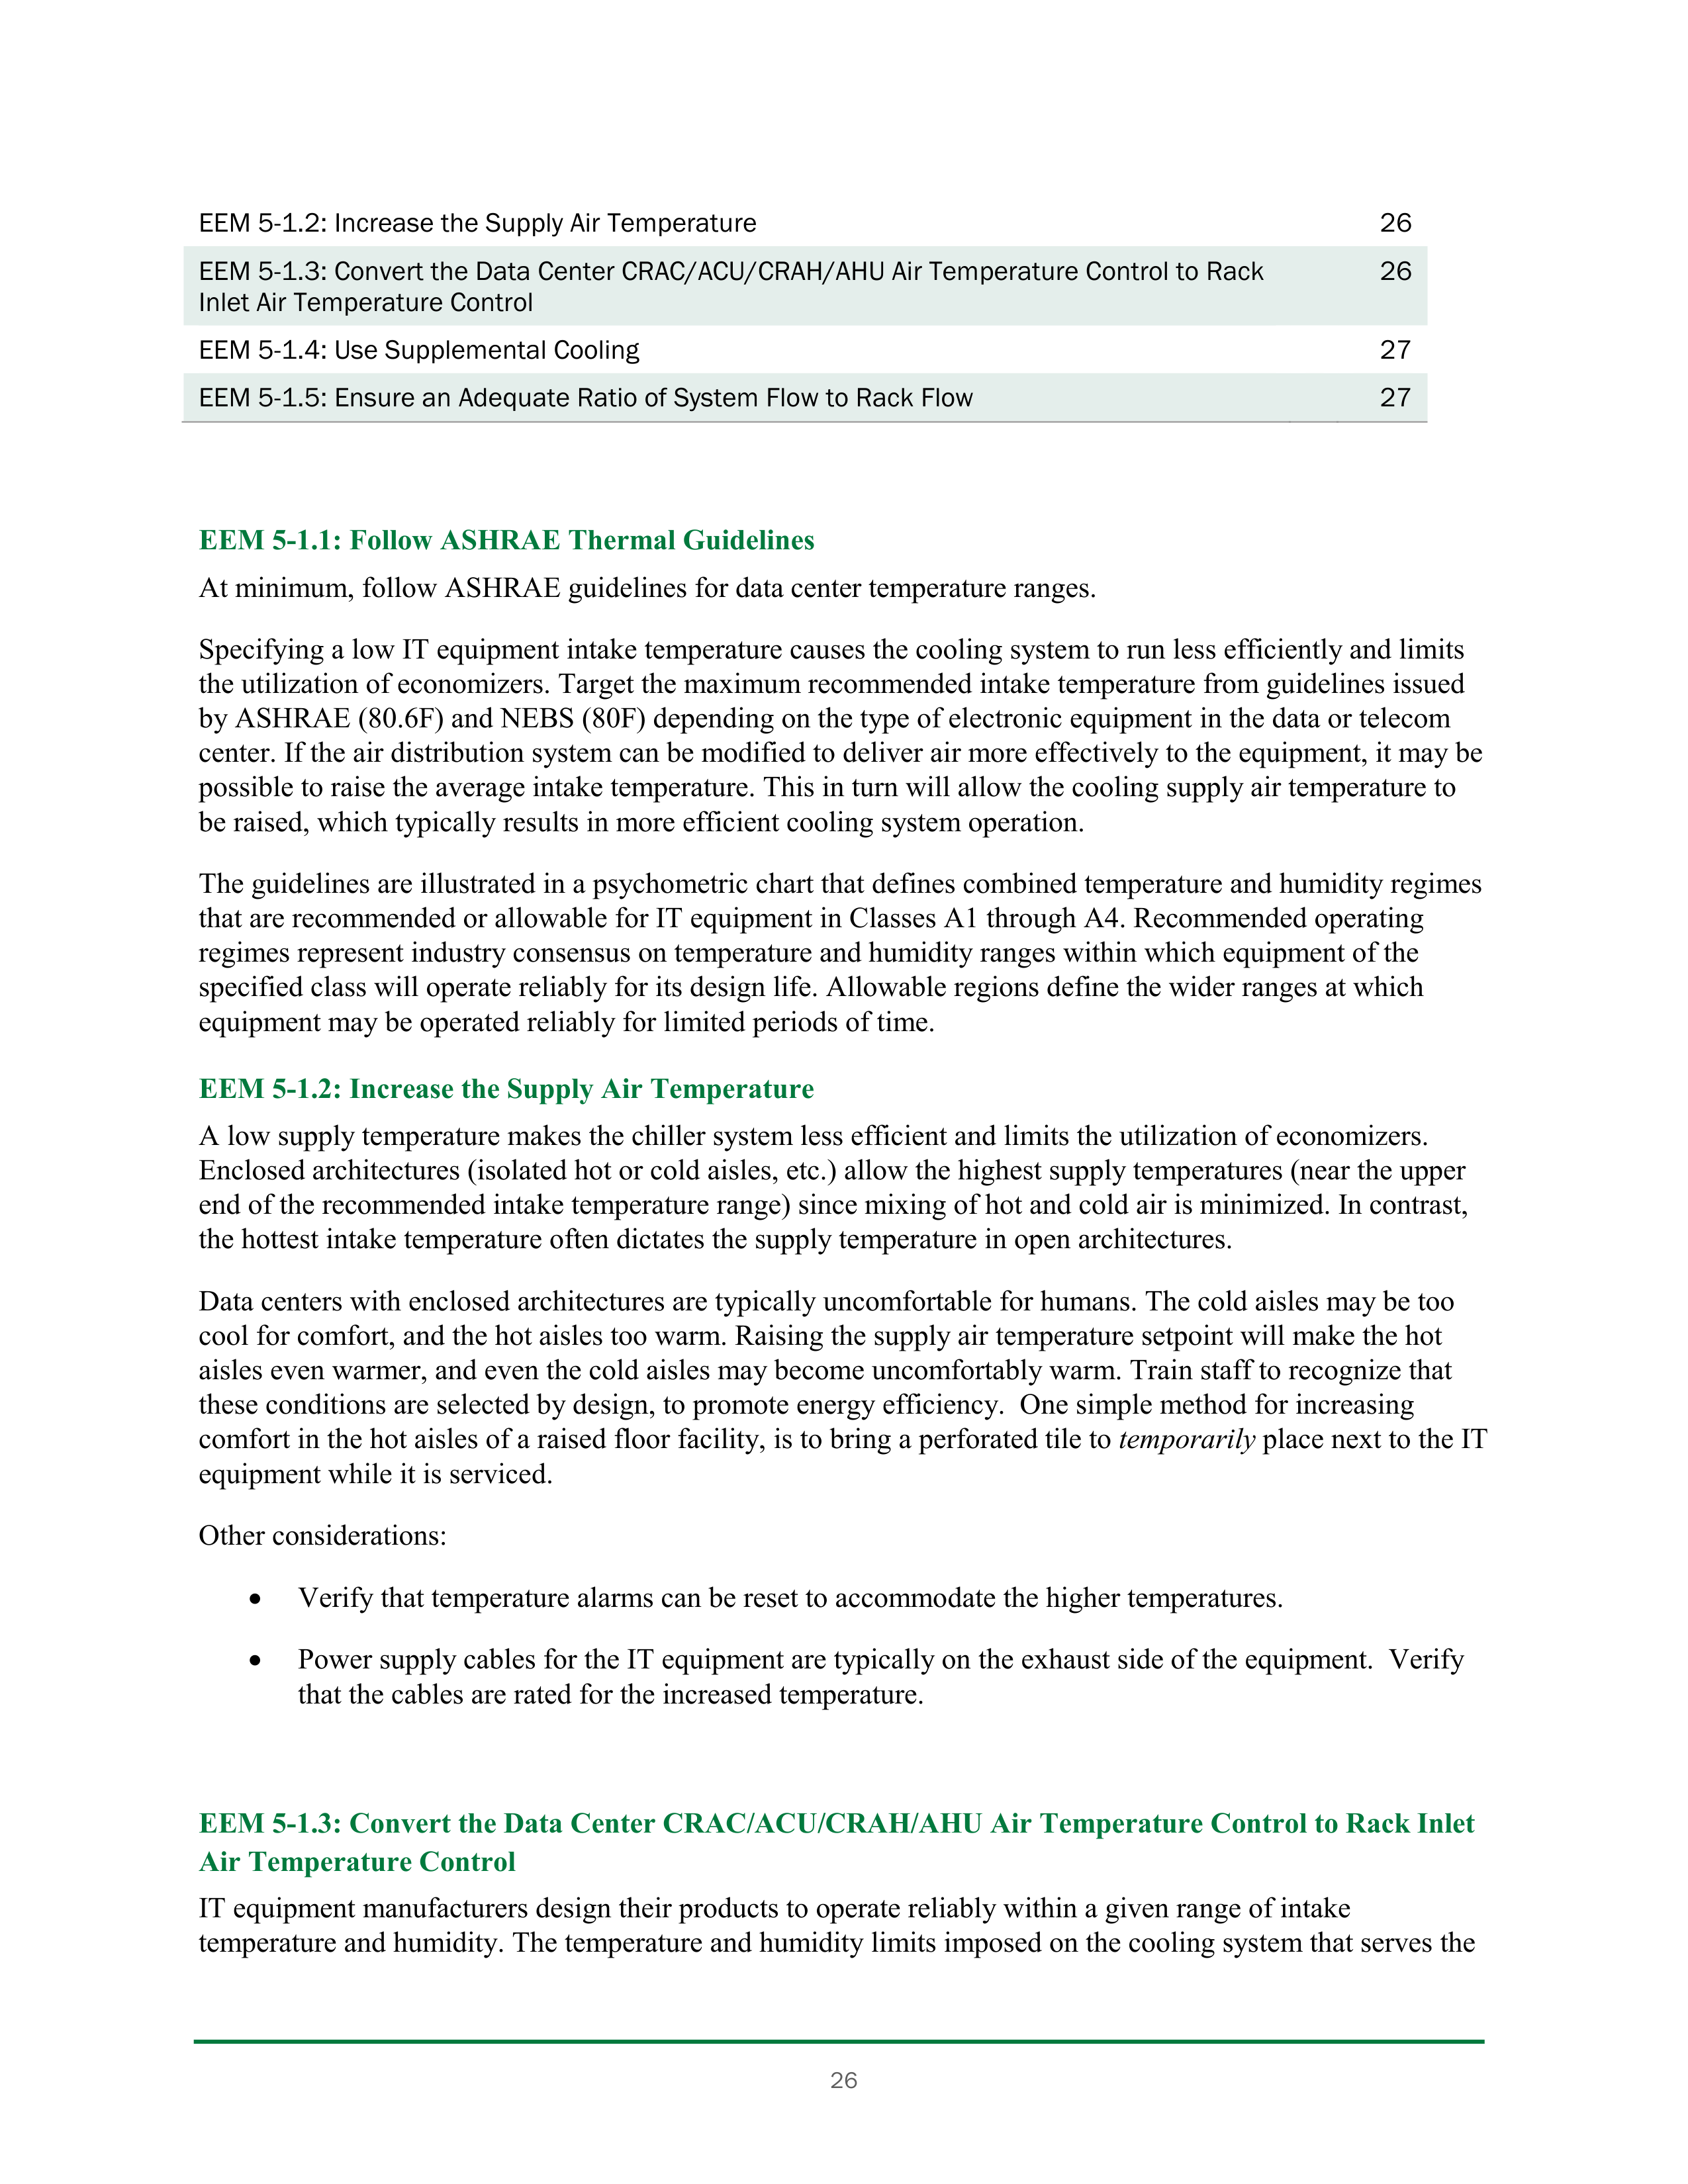 EEM 5-1.2: Increase the Supply Air Temperature 26
EEM 5-1.3: Convert the Data Center CRAC/ACU/CRAH/AHU Air Temperature Control to Rack 26
Inlet Air Temperature Control
EEM 5-1.4: Use Supplemental Cooling 27
EEM 5-1.5: Ensure an Adequate Ratio of System Flow to Rack Flow 27
EEM 5-1.1: Follow ASHRAE Thermal Guidelines
At minimum, follow ASHRAE guidelines for data center temperature ranges.
Specifying a low IT equipment intake temperature causes the cooling system to run less efficiently and limits
the utilization of economizers. Target the maximum recommended intake temperature from guidelines issued
by ASHRAE (80.6F) and NEBS (80F) depending on the type of electronic equipment in the data or telecom
center. If the air distribution system can be modified to deliver air more effectively to the equipment, it may be
possible to raise the average intake temperature. This in turn will allow the cooling supply air temperature to
be raised, which typically results in more efficient cooling system operation.
The guidelines are illustrated in a psychometric chart that defines combined temperature and humidity regimes
that are recommended or allowable for IT equipment in Classes A1 through A4. Recommended operating
regimes represent industry consensus on temperature and humidity ranges within which equipment of the
specified class will operate reliably for its design life. Allowable regions define the wider ranges at which
equipment may be operated reliably for limited periods of time.
EEM 5-1.2: Increase the Supply Air Temperature
A low supply temperature makes the chiller system less efficient and limits the utilization of economizers.
Enclosed architectures (isolated hot or cold aisles, etc.) allow the highest supply temperatures (near the upper
end of the recommended intake temperature range) since mixing of hot and cold air is minimized. In contrast,
the hottest intake temperature often dictates the supply temperature in open architectures.
Data centers with enclosed architectures are typically uncomfortable for humans. The cold aisles may be too
cool for comfort, and the hot aisles too warm. Raising the supply air temperature setpoint will make the hot
aisles even warmer, and even the cold aisles may become uncomfortably warm. Train staff to recognize that
these conditions are selected by design, to promote energy efficiency. One simple method for increasing
comfort in the hot aisles of a raised floor facility, is to bring a perforated tile to temporarily place next to the IT
equipment while it is serviced.
Other considerations:
• Verify that temperature alarms can be reset to accommodate the higher temperatures.
• Power supply cables for the IT equipment are typically on the exhaust side of the equipment. Verify
that the cables are rated for the increased temperature.
EEM 5-1.3: Convert the Data Center CRAC/ACU/CRAH/AHU Air Temperature Control to Rack Inlet
Air Temperature Control
IT equipment manufacturers design their products to operate reliably within a given range of intake
temperature and humidity. The temperature and humidity limits imposed on the cooling system that serves the
26